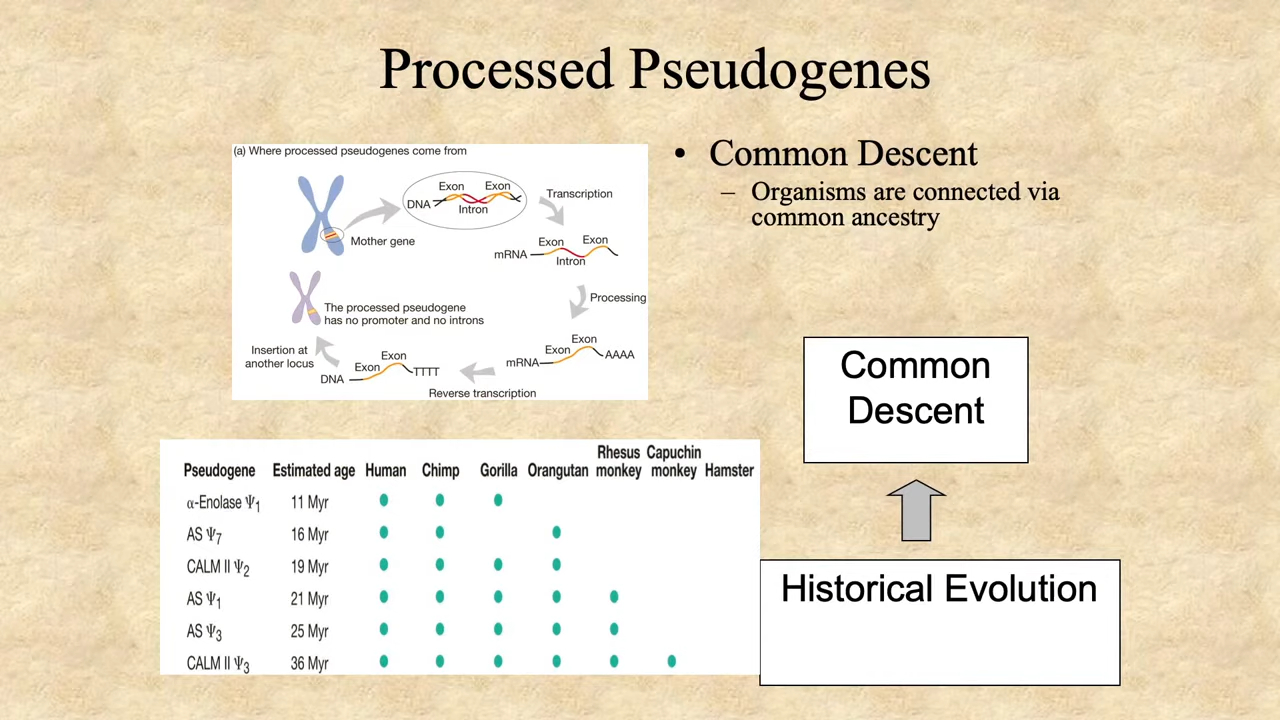 Processed Pseudogenes
(a) Where processed pseudogenes come from
Exon Exon
DNA
Intron
Transcription
Mother gene
Exon Exon
mRNA
Intron
Processing
The processed pseudogene
has no promoter and no introns
Exon
Exon AAAA
mRNA
Insertion at
another locus
Exon
Exon TTTT
DNA
Reverse transcription
• Common Descent
– Organisms are connected via
common ancestry
Common
Descent
Historical Evolution
Pseudogene Estimated age Human Chimp Gorilla Orangutan Rhesus monkey Capuchin monkey Hamster
α-Enolase Ψ1 11 Myr
AS Ψ7 16 Myr
CALM II Ψ2 19 Myr
AS Ψ1 21 Myr
AS Ψ3 25 Myr
CALM II Ψ3 36 Myr